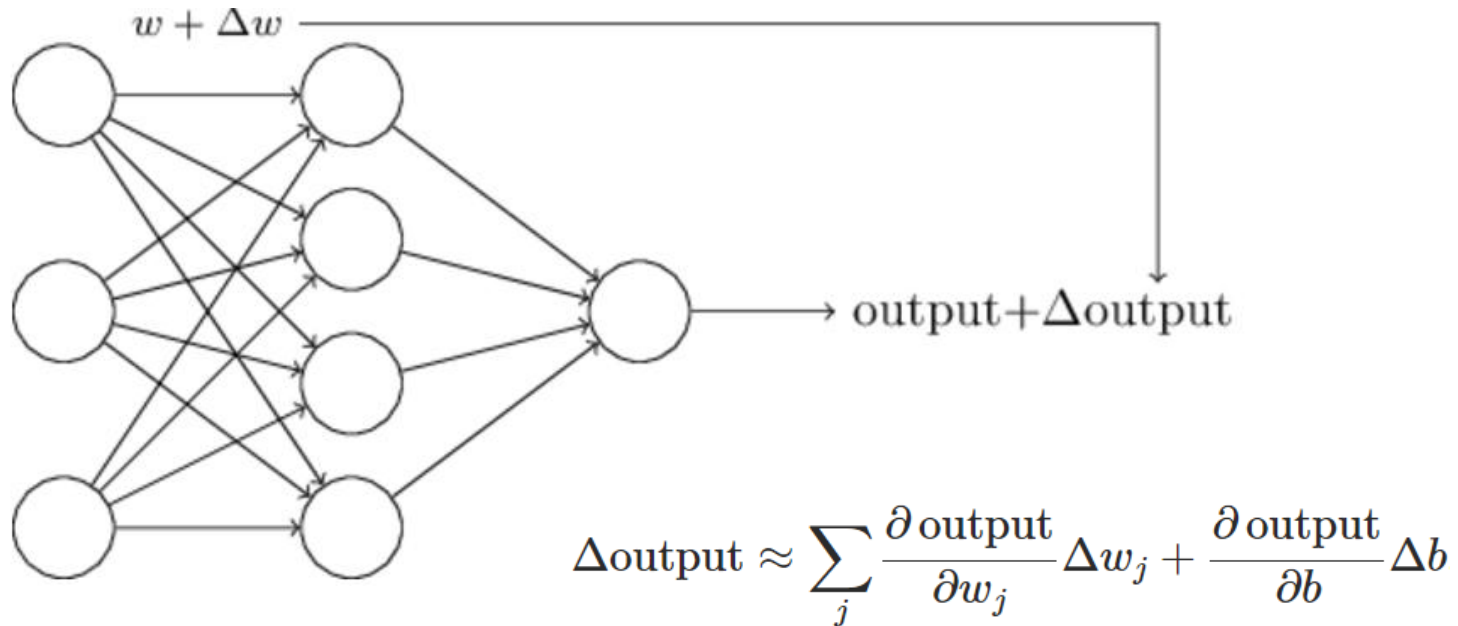 w + Δw
output+Δoutput
Δoutput ≈ ∑_j ∂ output/∂w_j Δw_j + ∂ output/∂b Δb